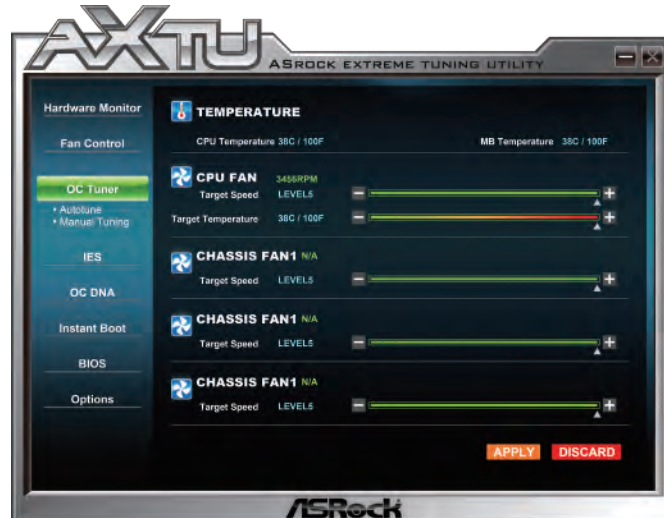 AXTU
ASROCK EXTREME TUNING UTILITY
Hardware Monitor
Fan Control
OC Tuner
• Autotune
• Manual Tuning
IES
OC DNA
Instant Boot
BIOS
Options
TEMPERATURE
CPU Temperature 38C / 100F
MB Temperature 38C / 100F
CPU FAN 3456RPM
Target Speed LEVEL5
Target Temperature 38C / 100F
CHASSIS FAN1 N/A
Target Speed LEVEL5
CHASSIS FAN1 N/A
Target Speed LEVEL5
CHASSIS FAN1 N/A
Target Speed LEVEL5
APPLY DISCARD
ASRock